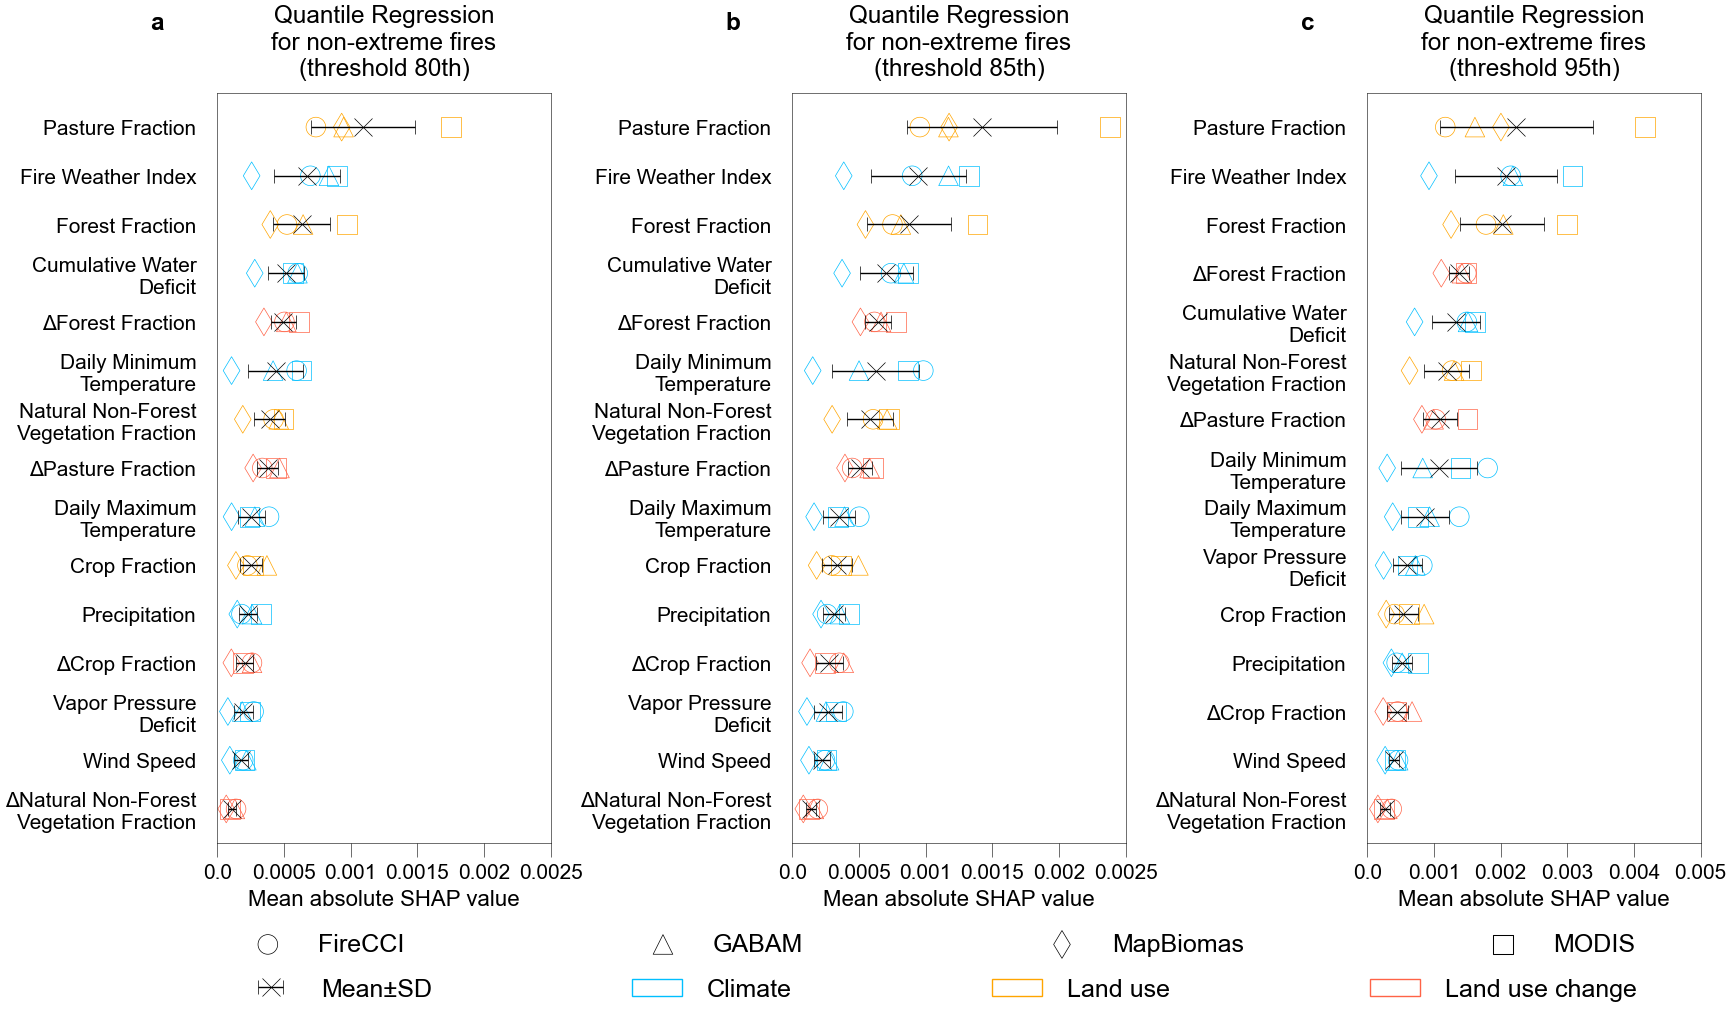 a
Quantile Regression
for non-extreme fires
(threshold 80th)
Pasture Fraction
Fire Weather Index
Forest Fraction
Cumulative Water
Deficit
ΔForest Fraction
Daily Minimum
Temperature
Natural Non-Forest
Vegetation Fraction
ΔPasture Fraction
Daily Maximum
Temperature
Crop Fraction
Precipitation
ΔCrop Fraction
Vapor Pressure
Deficit
Wind Speed
ΔNatural Non-Forest
Vegetation Fraction
0.0 0.0005 0.001 0.0015 0.002 0.0025
Mean absolute SHAP value
b
Quantile Regression
for non-extreme fires
(threshold 85th)
Pasture Fraction
Fire Weather Index
Forest Fraction
Cumulative Water
Deficit
ΔForest Fraction
Daily Minimum
Temperature
Natural Non-Forest
Vegetation Fraction
ΔPasture Fraction
Daily Maximum
Temperature
Crop Fraction
Precipitation
ΔCrop Fraction
Vapor Pressure
Deficit
Wind Speed
ΔNatural Non-Forest
Vegetation Fraction
0.0 0.0005 0.001 0.0015 0.002 0.0025
Mean absolute SHAP value
c
Quantile Regression
for non-extreme fires
(threshold 95th)
Pasture Fraction
Fire Weather Index
Forest Fraction
ΔForest Fraction
Cumulative Water
Deficit
Natural Non-Forest
Vegetation Fraction
ΔPasture Fraction
Daily Minimum
Temperature
Daily Maximum
Temperature
Vapor Pressure
Deficit
Crop Fraction
Precipitation
ΔCrop Fraction
Wind Speed
ΔNatural Non-Forest
Vegetation Fraction
0.0 0.001 0.002 0.003 0.004 0.005
Mean absolute SHAP value
FireCCI GABAM MapBiomas MODIS
Mean±SD Climate Land use Land use change